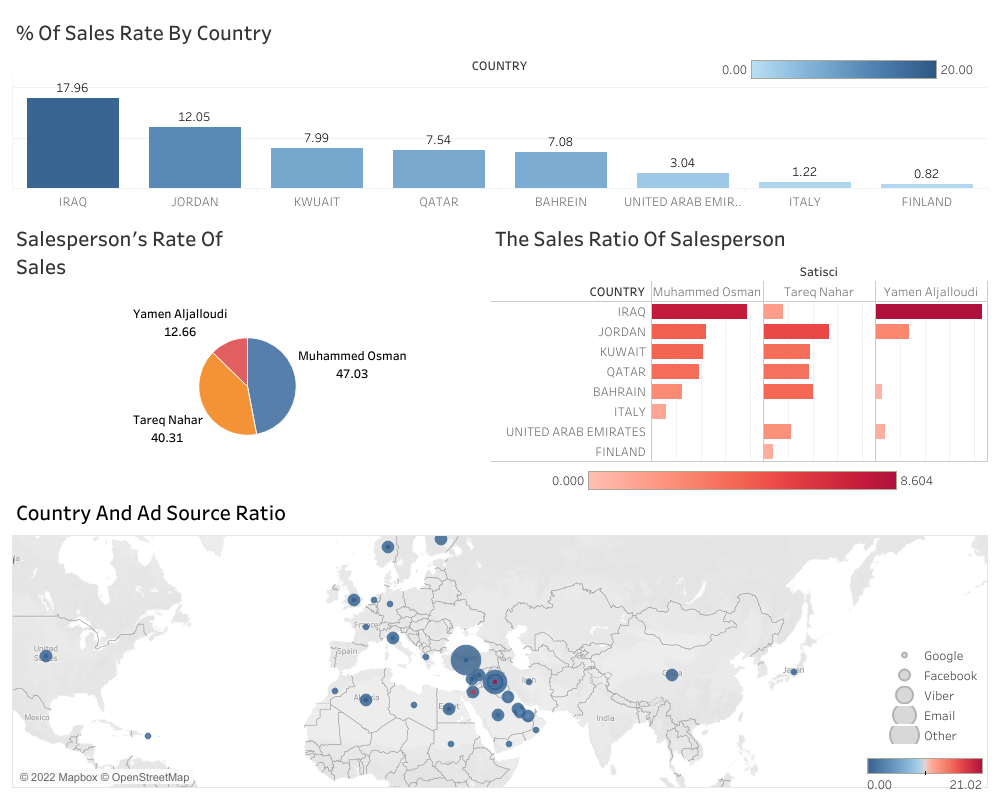 % Of Sales Rate By Country
COUNTRY
0.00 20.00
17.96
12.05
7.99
7.54
7.08
3.04
1.22
0.82
IRAQ JORDAN KWUAIT QATAR BAHREIN UNITED ARAB EMIR.. ITALY FINLAND
Salesperson's Rate Of
Sales
Yamen Aljalloudi
12.66
Muhammed Osman
47.03
Tareq Nahar
40.31
The Sales Ratio Of Salesperson
Satisci
COUNTRY Muhammed Osman Tareq Nahar Yamen Aljalloudi
IRAQ
JORDAN
KUWAIT
QATAR
BAHRAIN
ITALY
UNITED ARAB EMIRATES
FINLAND
0.000 8.604
Country And Ad Source Ratio
United
France
Spain
Mexico
India
Google
Facebook
Viber
Email
Other
0.00 21.02
© 2022 Mapbox © OpenStreetMap